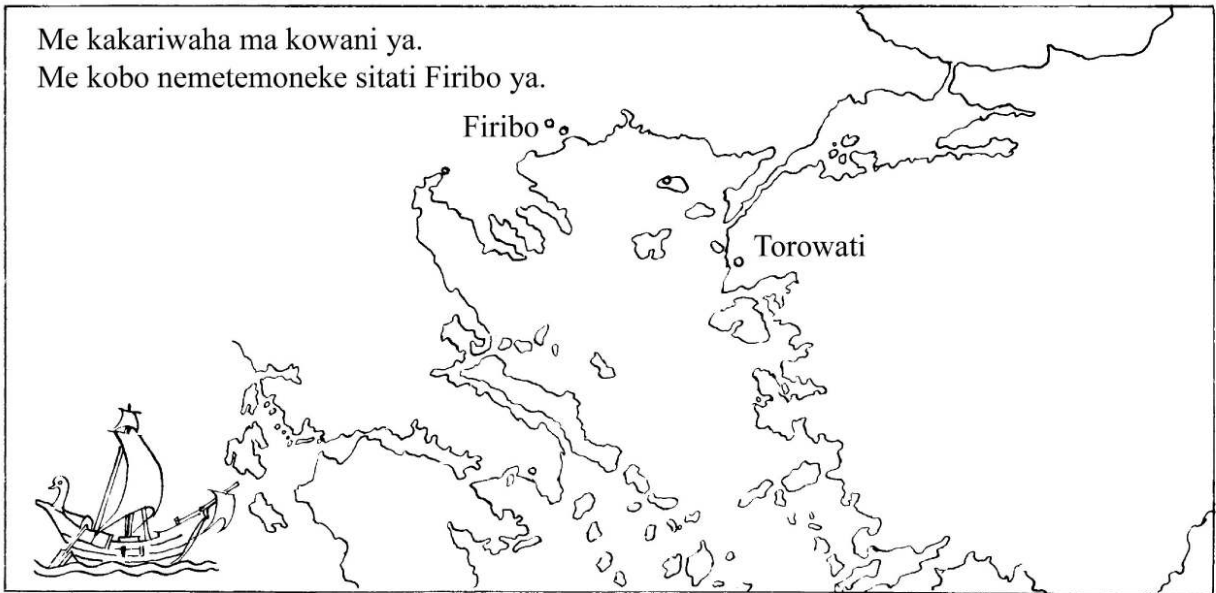 Me kakariwaha ma kowani ya.
Me kobo nemetemoneke sitati Firibo ya.
Firibo
Torowati